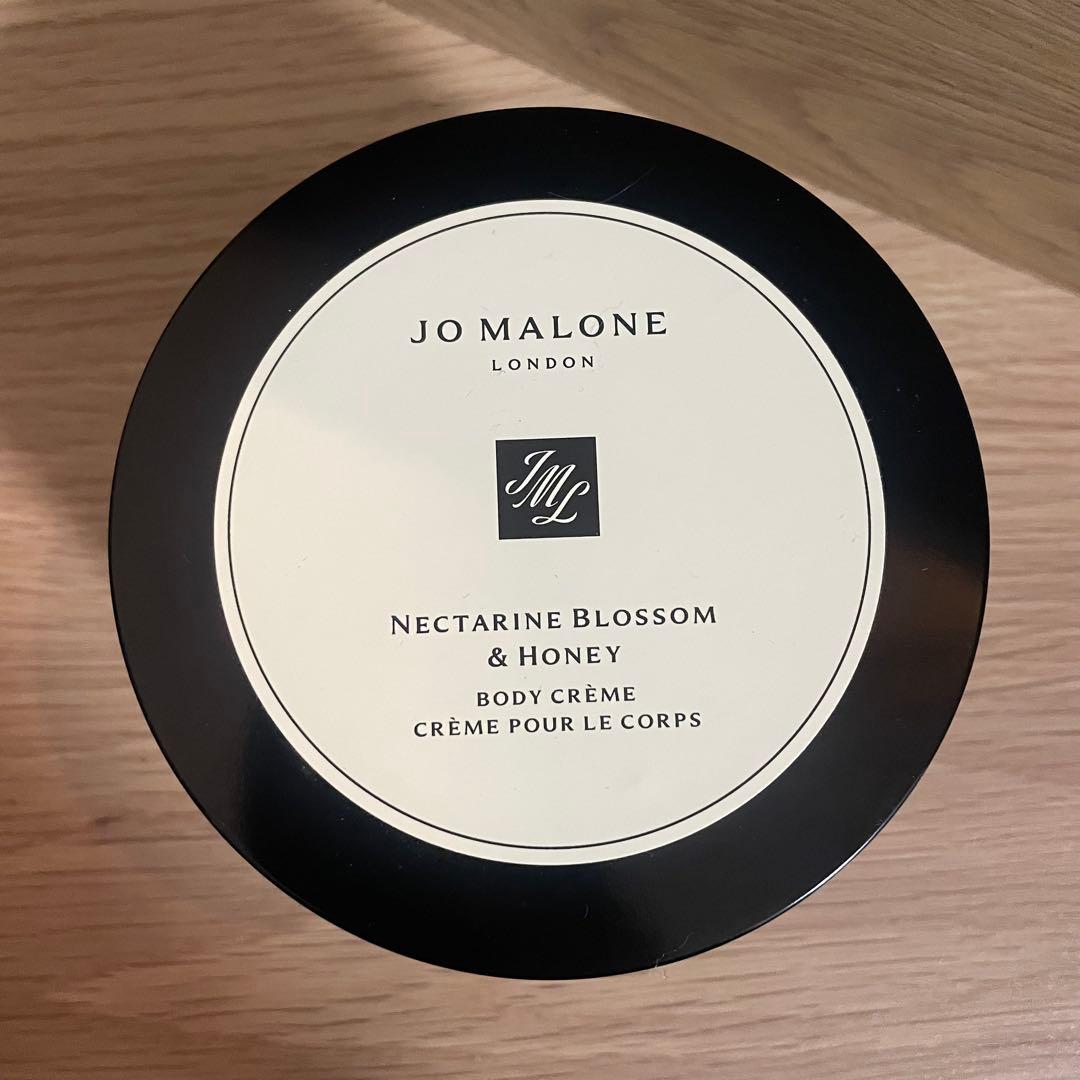 JO MALONE
LONDON
JML
NECTARINE BLOSSOM
& HONEY
BODY CRÈME
CRÈME POUR LE CORPS